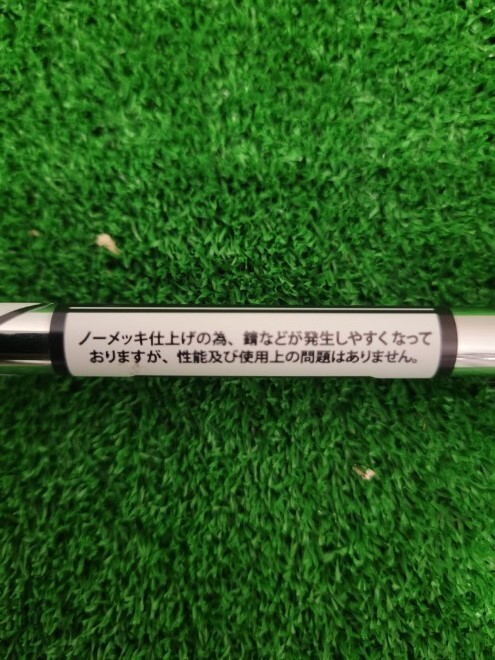 ノーメッキ仕上げの為、錆などが発生しやすくなって
おりますが、性能及び使用上の問題はありません。